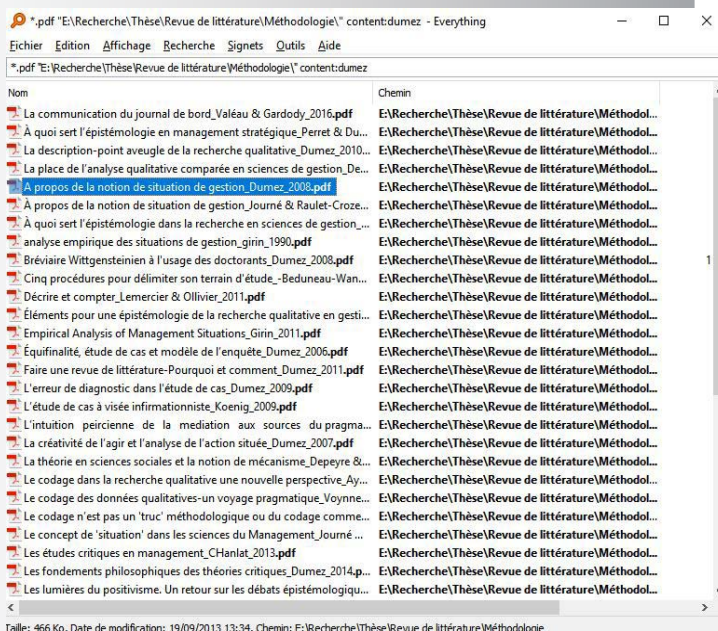 *.pdf "E:\Recherche\Thèse\Revue de littérature\Méthodologie\" content:dumez - Everything
Fichier Edition Affichage Recherche Signets Outils Aide
*.pdf "E:\Recherche\Thèse\Revue de littérature\Méthodologie\" content:dumez
Nom Chemin
La communication du journal de bord_Valéau & Gardody_2016.pdf E:\Recherche\Thèse\Revue de littérature\Méthodol...
À quoi sert l'épistémologie en management stratégique_Perret & Du... E:\Recherche\Thèse\Revue de littérature\Méthodol...
La description-point aveugle de la recherche qualitative_Dumez_2010... E:\Recherche\Thèse\Revue de littérature\Méthodol...
La place de l'analyse qualitative comparée en sciences de gestion_De... E:\Recherche\Thèse\Revue de littérature\Méthodol...
A propos de la notion de situation de gestion_Dumez_2008.pdf E:\Recherche\Thèse\Revue de littérature\Méthodol...
À propos de la notion de situation de gestion_Journé & Raulet-Croze... E:\Recherche\Thèse\Revue de littérature\Méthodol...
À quoi sert l'épistémologie dans la recherche en sciences de gestion_... E:\Recherche\Thèse\Revue de littérature\Méthodol...
analyse empirique des situations de gestion_girin_1990.pdf E:\Recherche\Thèse\Revue de littérature\Méthodol...
Bréviaire Wittgensteinien à l'usage des doctorants_Dumez_2008.pdf E:\Recherche\Thèse\Revue de littérature\Méthodol... 1
Cinq procédures pour délimiter son terrain d'étude_-Beduneau-Wan... E:\Recherche\Thèse\Revue de littérature\Méthodol...
Décrire et compter_Lemercier & Ollivier_2011.pdf E:\Recherche\Thèse\Revue de littérature\Méthodol...
Éléments pour une épistémologie de la recherche qualitative en gesti... E:\Recherche\Thèse\Revue de littérature\Méthodol...
Empirical Analysis of Management Situations_Girin_2011.pdf E:\Recherche\Thèse\Revue de littérature\Méthodol...
Équifinalité, étude de cas et modèle de l'enquête_Dumez_2006.pdf E:\Recherche\Thèse\Revue de littérature\Méthodol...
Faire une revue de littérature-Pourquoi et comment_Dumez_2011.pdf E:\Recherche\Thèse\Revue de littérature\Méthodol...
L'erreur de diagnostic dans l'étude de cas_Dumez_2009.pdf E:\Recherche\Thèse\Revue de littérature\Méthodol...
L'étude de cas à visée infirmationniste_Koenig_2009.pdf E:\Recherche\Thèse\Revue de littérature\Méthodol...
L'intuition peircienne de la mediation aux sources du pragma... E:\Recherche\Thèse\Revue de littérature\Méthodol...
La créativité de l'agir et l'analyse de l'action située_Dumez_2007.pdf E:\Recherche\Thèse\Revue de littérature\Méthodol...
La théorie en sciences sociales et la notion de mécanisme_Depeyre &... E:\Recherche\Thèse\Revue de littérature\Méthodol...
Le codage dans la recherche qualitative une nouvelle perspective_Ay... E:\Recherche\Thèse\Revue de littérature\Méthodol...
Le codage des données qualitatives-un voyage pragmatique_Voynne... E:\Recherche\Thèse\Revue de littérature\Méthodol...
Le codage n'est pas un 'truc' méthodologique ou du codage comme... E:\Recherche\Thèse\Revue de littérature\Méthodol...
Le concept de 'situation' dans les sciences du Management_Journé ... E:\Recherche\Thèse\Revue de littérature\Méthodol...
Les études critiques en management_CHanlat_2013.pdf E:\Recherche\Thèse\Revue de littérature\Méthodol...
Les fondements philosophiques des théories critiques_Dumez_2014.p... E:\Recherche\Thèse\Revue de littérature\Méthodol...
Les lumières du positivisme. Un retour sur les débats épistémologiqu... E:\Recherche\Thèse\Revue de littérature\Méthodol...
Taille: 466 Ko, Date de modification: 19/09/2013 13:34, Chemin: E:\Recherche\Thèse\Revue de littérature\Méthodologie